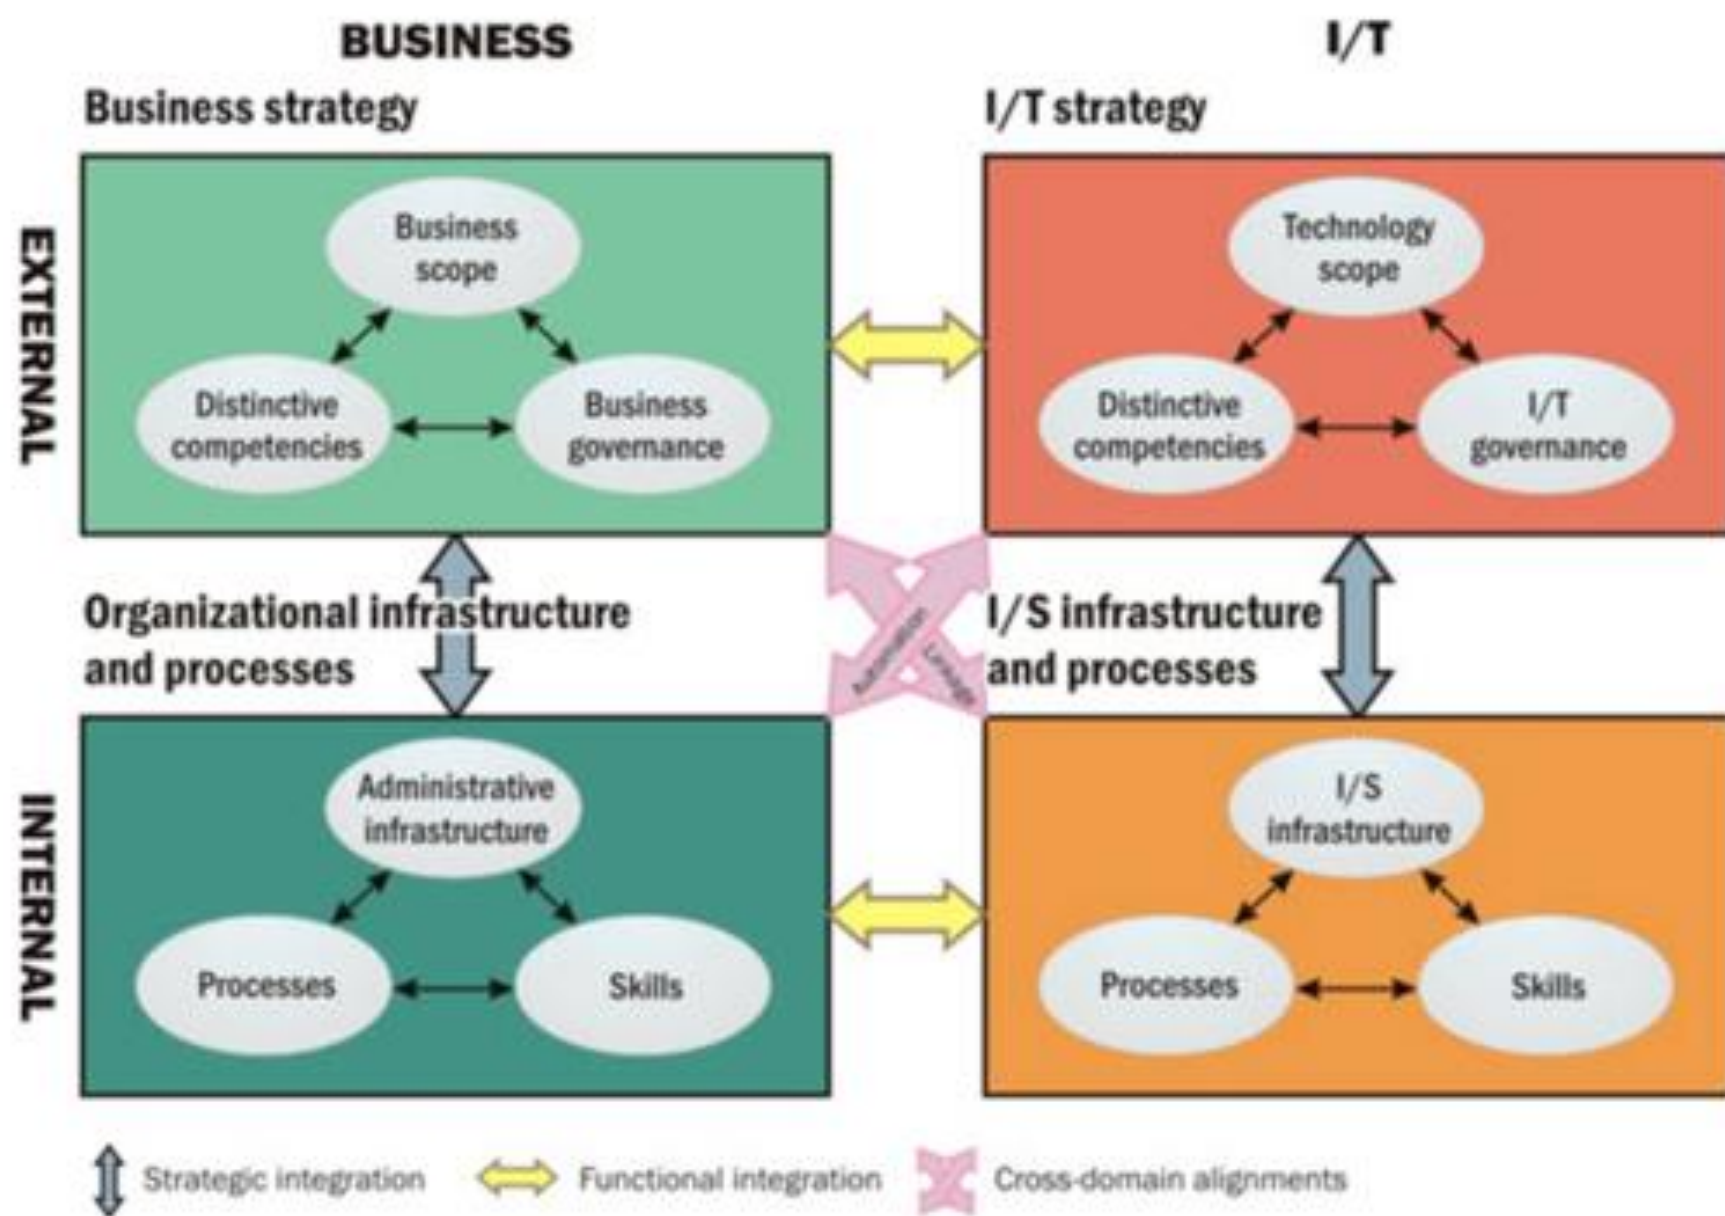 BUSINESS
I/T
Business strategy
I/T strategy
EXTERNAL
Business
scope
Distinctive
competencies
Business
governance
Technology
scope
Distinctive
competencies
I/T
governance
Organizational infrastructure
and processes
Automation
Linkage
I/S infrastructure
and processes
INTERNAL
Administrative
infrastructure
Processes
Skills
I/S
infrastructure
Processes
Skills
Strategic integration
Functional integration
Cross-domain alignments